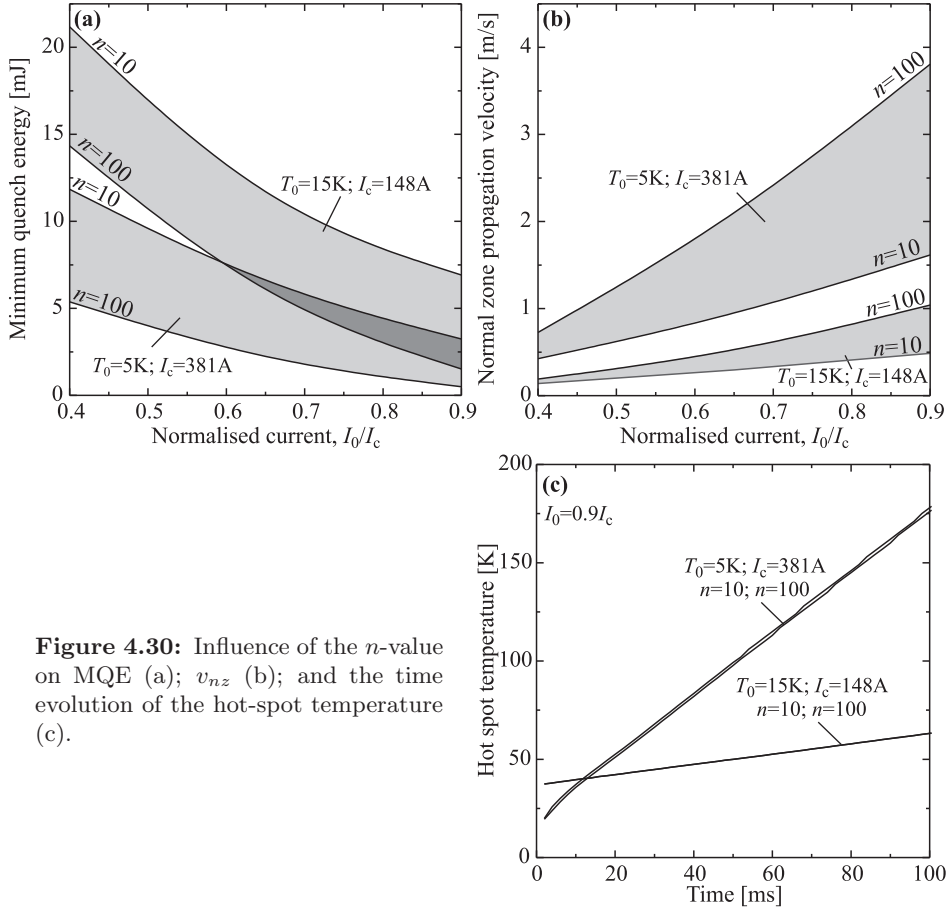 (a)
Minimum quench energy [mJ]
20
15
10
5
0
n=10
n=100
n=10
n=100
T0=15K; Ic=148A
T0=5K; Ic=381A
0.4 0.5 0.6 0.7 0.8 0.9
Normalised current, I0/Ic
(b)
Normal zone propagation velocity [m/s]
4
3
2
1
0
n=100
T0=5K; Ic=381A
n=10
n=100
n=10
T0=15K; Ic=148A
0.4 0.5 0.6 0.7 0.8 0.9
Normalised current, I0/Ic
(c)
I0=0.9Ic
Hot spot temperature [K]
200
150
100
50
0
T0=5K; Ic=381A
n=10; n=100
T0=15K; Ic=148A
n=10; n=100
0 20 40 60 80 100
Time [ms]
Figure 4.30: Influence of the n-value
on MQE (a); vnz (b); and the time
evolution of the hot-spot temperature
(c).